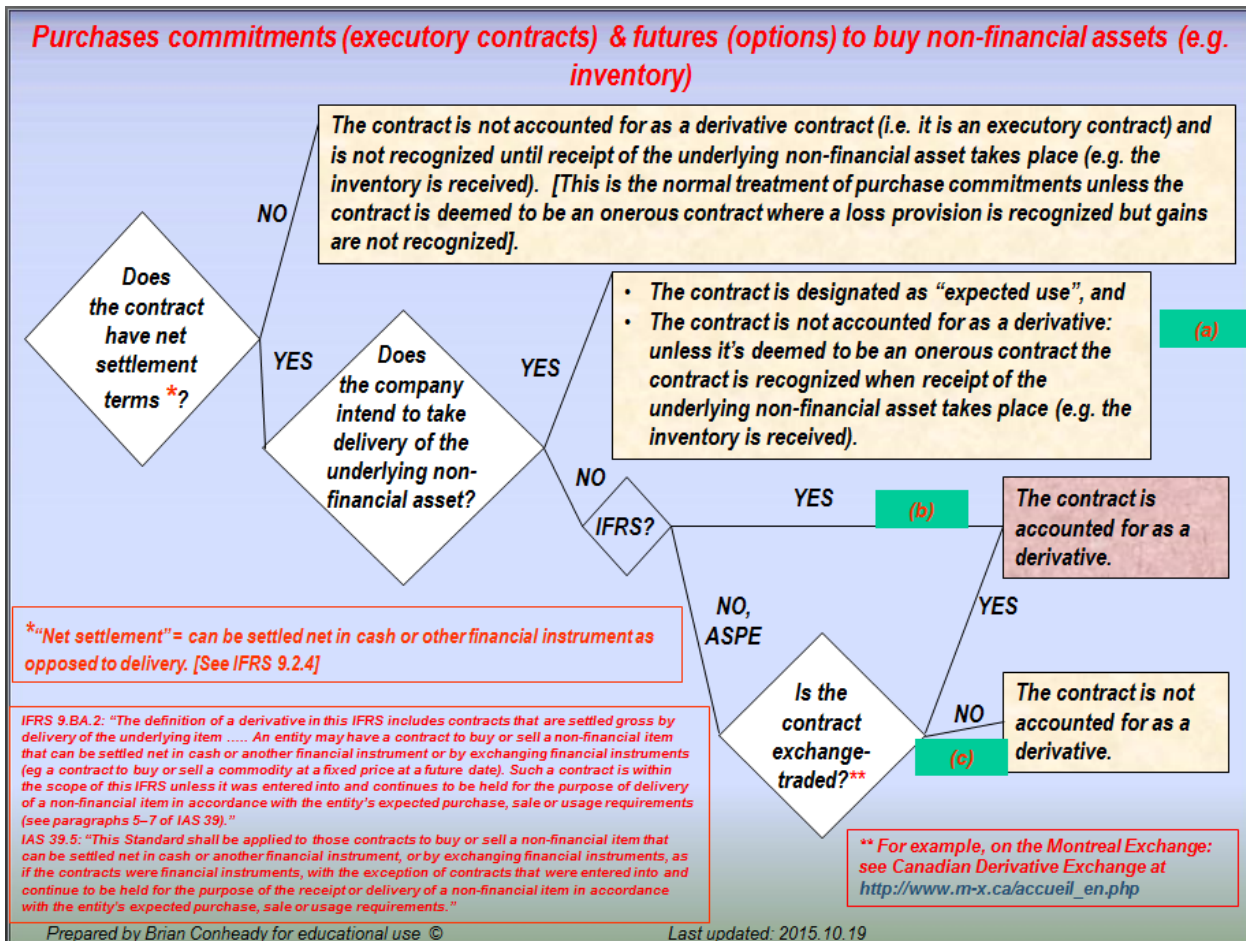 Purchases commitments (executory contracts) & futures (options) to buy non-financial assets (e.g.
inventory)
The contract is not accounted for as a derivative contract (i.e. it is an executory contract) and
is not recognized until receipt of the underlying non-financial asset takes place (e.g. the
inventory is received). [This is the normal treatment of purchase commitments unless the
contract is deemed to be an onerous contract where a loss provision is recognized but gains
are not recognized].
NO
Does
the contract
have net
settlement
terms *?
YES
Does
the company
intend to take
delivery of the
underlying non-
financial asset?
YES
• The contract is designated as “expected use”, and
• The contract is not accounted for as a derivative:
unless it’s deemed to be an onerous contract the
contract is recognized when receipt of the
underlying non-financial asset takes place (e.g. the
inventory is received).
(a)
NO
IFRS?
YES
(b)
The contract is
accounted for as a
derivative.
NO,
ASPE
YES
Is the
contract
exchange-
traded?**
NO
(c)
The contract is not
accounted for as a
derivative.
*“Net settlement” = can be settled net in cash or other financial instrument as
opposed to delivery. [See IFRS 9.2.4]
IFRS 9.BA.2: “The definition of a derivative in this IFRS includes contracts that are settled gross by
delivery of the underlying item ..... An entity may have a contract to buy or sell a non-financial item
that can be settled net in cash or another financial instrument or by exchanging financial instruments
(eg a contract to buy or sell a commodity at a fixed price at a future date). Such a contract is within
the scope of this IFRS unless it was entered into and continues to be held for the purpose of delivery
of a non-financial item in accordance with the entity’s expected purchase, sale or usage requirements
(see paragraphs 5–7 of IAS 39).”
IAS 39.5: “This Standard shall be applied to those contracts to buy or sell a non-financial item that
can be settled net in cash or another financial instrument, or by exchanging financial instruments, as
if the contracts were financial instruments, with the exception of contracts that were entered into and
continue to be held for the purpose of the receipt or delivery of a non-financial item in accordance
with the entity’s expected purchase, sale or usage requirements.”
** For example, on the Montreal Exchange:
see Canadian Derivative Exchange at
http://www.m-x.ca/accueil_en.php
Prepared by Brian Conheady for educational use ©
Last updated: 2015.10.19